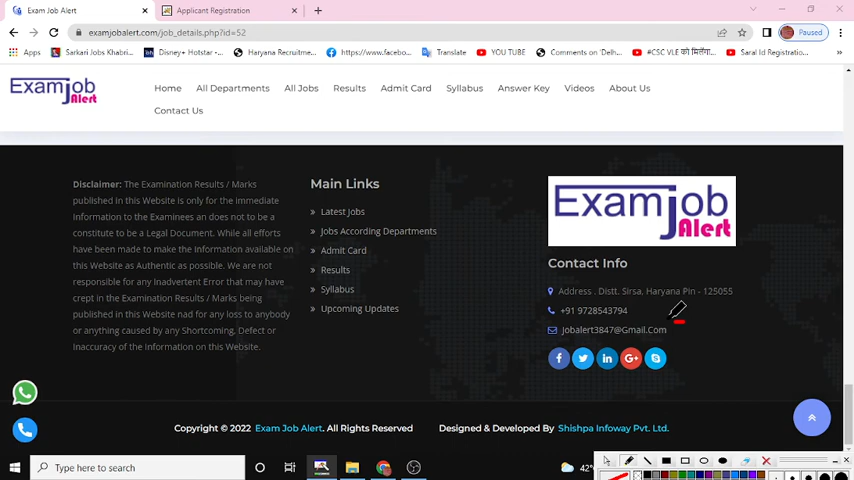 Exam Job Alert
Applicant Registration
examjobalert.com/job_details.php?id=52
Paused
Apps
Sarkari Jobs Khabri...
Disney+ Hotstar -...
Haryana Recruitme...
https://www.facebo...
Translate
YOU TUBE
Comments on 'Delh...
#CSC VLE को मिलेंगा...
Saral Id Registratio...
Examjob Alert
Home All Departments All Jobs Results Admit Card Syllabus Answer Key Videos About Us
Contact Us
Disclaimer: The Examination Results / Marks
published in this Website is only for the immediate
Information to the Examinees an does not to be a
constitute to be a Legal Document. While all efforts
have been made to make the Information available on
this Website as Authentic as possible. We are not
responsible for any Inadvertent Error that may have
crept in the Examination Results / Marks being
published in this Website nad for any loss to anybody
or anything caused by any Shortcoming, Defect or
Inaccuracy of the Information on this Website.
Main Links
» Latest Jobs
» Jobs According Departments
» Admit Card
» Results
» Syllabus
» Upcoming Updates
Examjob Alert
Contact Info
Address . Distt. Sirsa, Haryana Pin - 125055
+91 9728543794
Jobalert3847@Gmail.Com
Copyright © 2022 Exam Job Alert. All Rights Reserved
Designed & Developed By Shishpa Infoway Pvt. Ltd.
Type here to search
42°